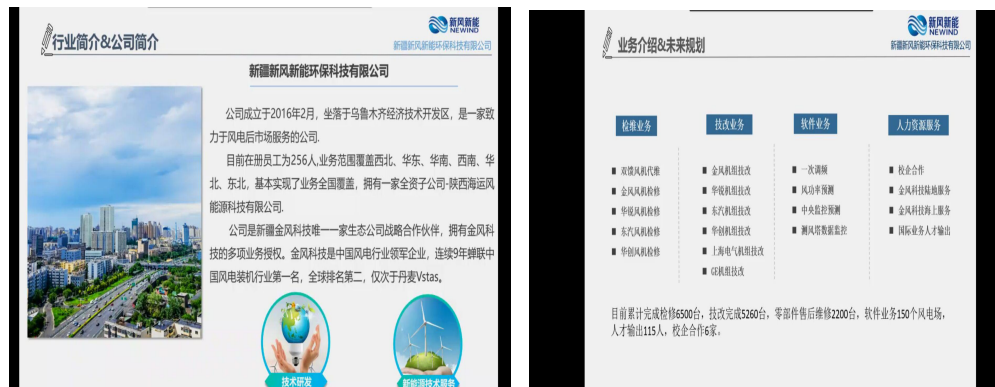 行业简介&公司简介
新风新能
NEWIND
新疆新风新能环保科技有限公司
新疆新风新能环保科技有限公司
公司成立于2016年2月，坐落于乌鲁木齐经济技术开发区，是一家致
力于风电后市场服务的公司.
目前在册员工为256人,业务范围覆盖西北、华东、华南、西南、华
北、东北，基本实现了业务全国覆盖，拥有一家全资子公司-陕西海运风
能源科技有限公司.
公司是新疆金风科技唯一一家生态公司战略合作伙伴，拥有金风科
技的多项业务授权。金风科技是中国风电行业领军企业，连续9年蝉联中
国风电装机行业第一名，全球排名第二，仅次于丹麦Vstas。
技术研发
新能源技术服务
业务介绍&未来规划
新风新能
NEWIND
新疆新风新能环保科技有限公司
检维业务
双馈风机代维
金风风机检修
华锐风机检修
东汽风机检修
华创风机检修
技改业务
金风机组技改
华锐机组技改
东汽机组技改
华创机组技改
上海电气机组技改
GE机组技改
软件业务
一次调频
风功率预测
中央监控预测
测风塔数据监控
人力资源服务
校企合作
金风科技陆地服务
金风科技海上服务
国际业务人才输出
目前累计完成检修6500台，技改完成5260台，零部件售后维修2200台，软件业务150个风电场，
人才输出115人，校企合作6家。